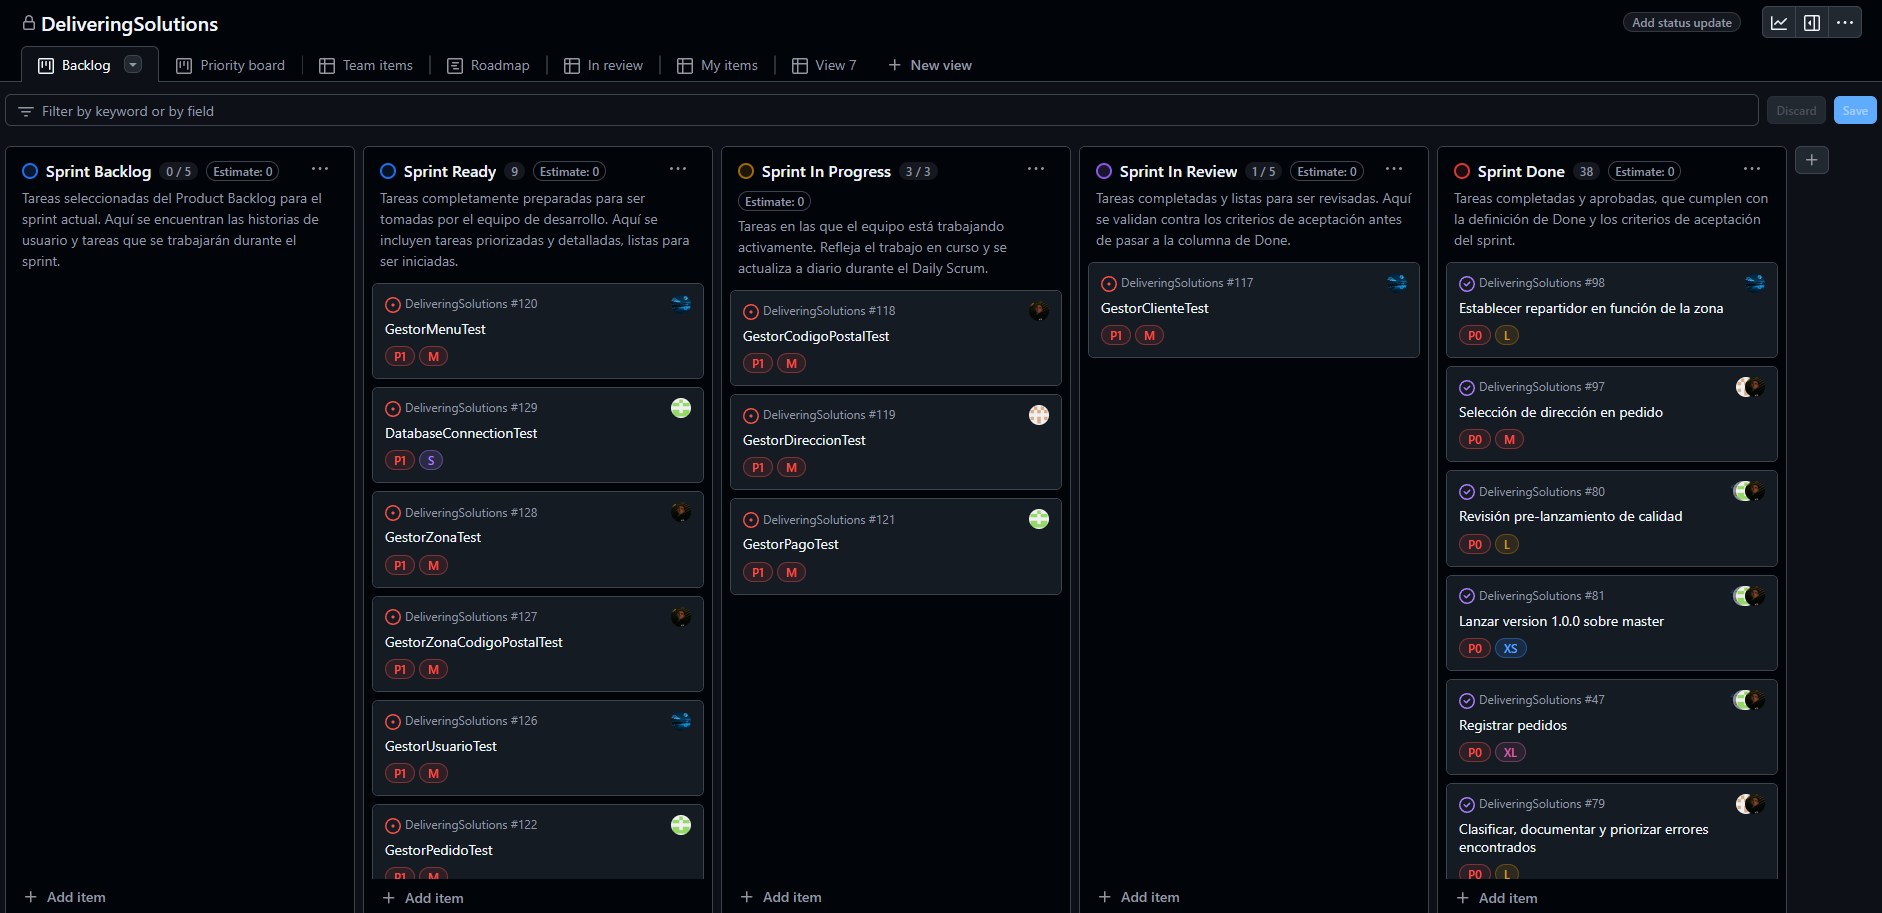 DeliveringSolutions
Add status update
Backlog
Priority board
Team items
Roadmap
In review
My items
View 7
New view
Filter by keyword or by field
Discard
Save
Sprint Backlog
0 / 5
Estimate: 0
Tareas seleccionadas del Product Backlog para el
sprint actual. Aquí se encuentran las historias de
usuario y tareas que se trabajarán durante el
sprint.
Add item
Sprint Ready
9
Estimate: 0
Tareas completamente preparadas para ser
tomadas por el equipo de desarrollo. Aquí se
incluyen tareas priorizadas y detalladas, listas para
ser iniciadas.
DeliveringSolutions #120
GestorMenuTest
P1
M
DeliveringSolutions #129
DatabaseConnectionTest
P1
S
DeliveringSolutions #128
GestorZonaTest
P1
M
DeliveringSolutions #127
GestorZonaCodigoPostalTest
P1
M
DeliveringSolutions #126
GestorUsuarioTest
P1
M
DeliveringSolutions #122
GestorPedidoTest
P1
M
Add item
Sprint In Progress
3 / 3
Estimate: 0
Tareas en las que el equipo está trabajando
activamente. Refleja el trabajo en curso y se
actualiza a diario durante el Daily Scrum.
DeliveringSolutions #118
GestorCodigoPostalTest
P1
M
DeliveringSolutions #119
GestorDireccionTest
P1
M
DeliveringSolutions #121
GestorPagoTest
P1
M
Add item
Sprint In Review
1 / 5
Estimate: 0
Tareas completadas y listas para ser revisadas. Aquí
se validan contra los criterios de aceptación antes
de pasar a la columna de Done.
DeliveringSolutions #117
GestorClienteTest
P1
M
Add item
Sprint Done
38
Estimate: 0
Tareas completadas y aprobadas, que cumplen con
la definición de Done y los criterios de aceptación
del sprint.
DeliveringSolutions #98
Establecer repartidor en función de la zona
P0
L
DeliveringSolutions #97
Selección de dirección en pedido
P0
M
DeliveringSolutions #80
Revisión pre-lanzamiento de calidad
P0
L
DeliveringSolutions #81
Lanzar version 1.0.0 sobre master
P0
XS
DeliveringSolutions #47
Registrar pedidos
P0
XL
DeliveringSolutions #79
Clasificar, documentar y priorizar errores
encontrados
P0
L
Add item